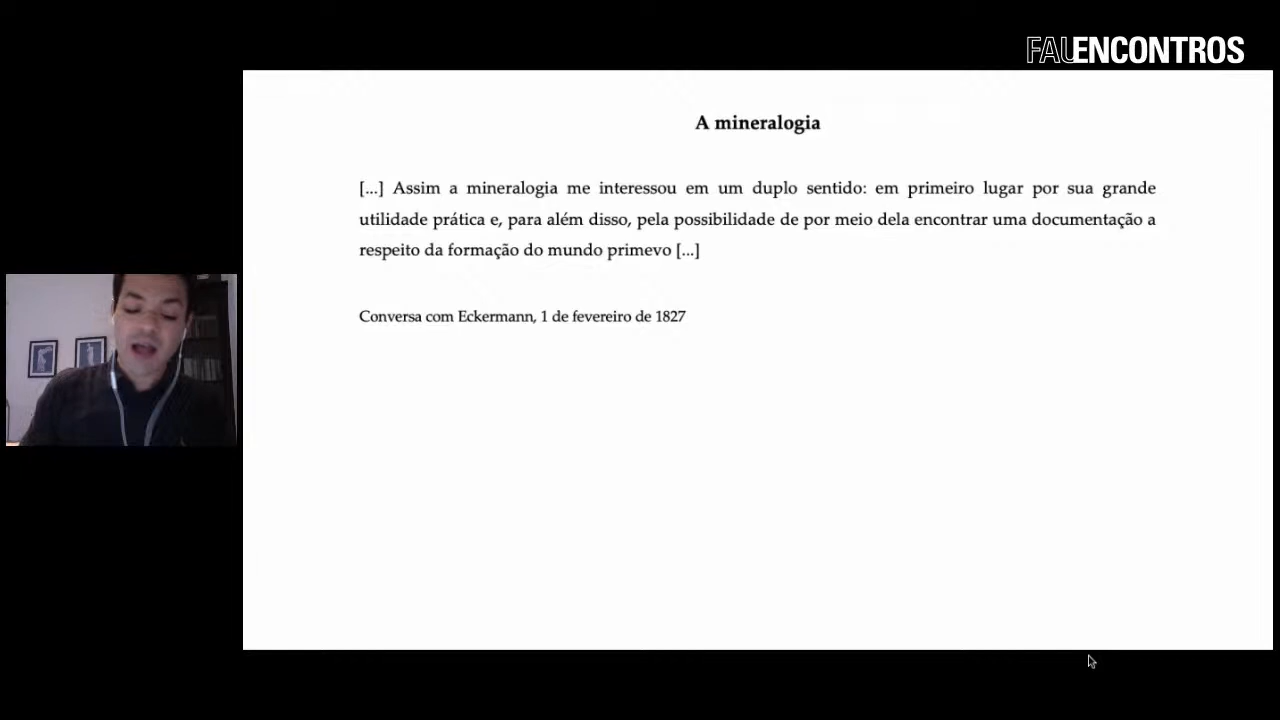 FAUENCONTROS
A mineralogia
[...] Assim a mineralogia me interessou em um duplo sentido: em primeiro lugar por sua grande
utilidade prática e, para além disso, pela possibilidade de por meio dela encontrar uma documentação a
respeito da formação do mundo primevo [...]
Conversa com Eckermann, 1 de fevereiro de 1827